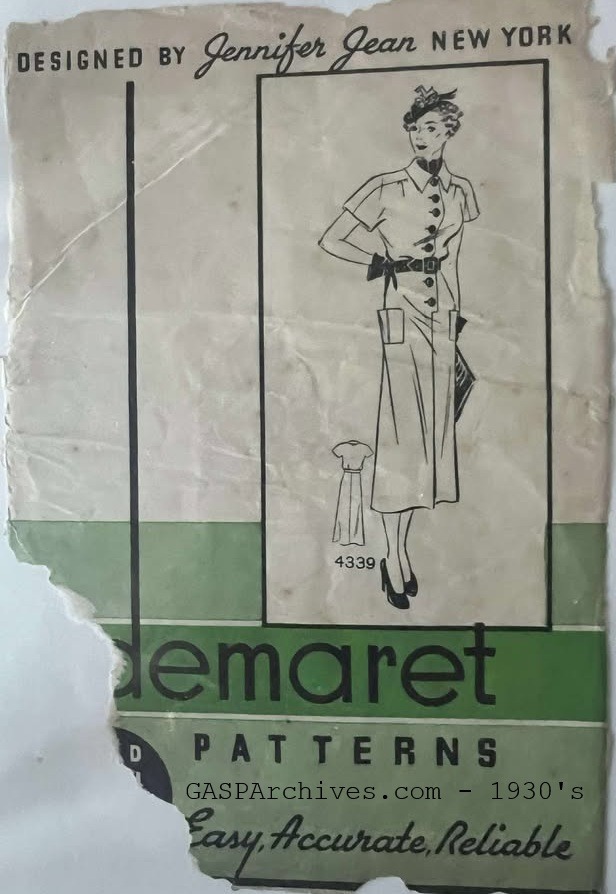 DESIGNED BY Jennifer Jean NEW YORK
4339
demaret
D
PATTERNS
GASPArchives.com - 1930's
Easy, Accurate, Reliable